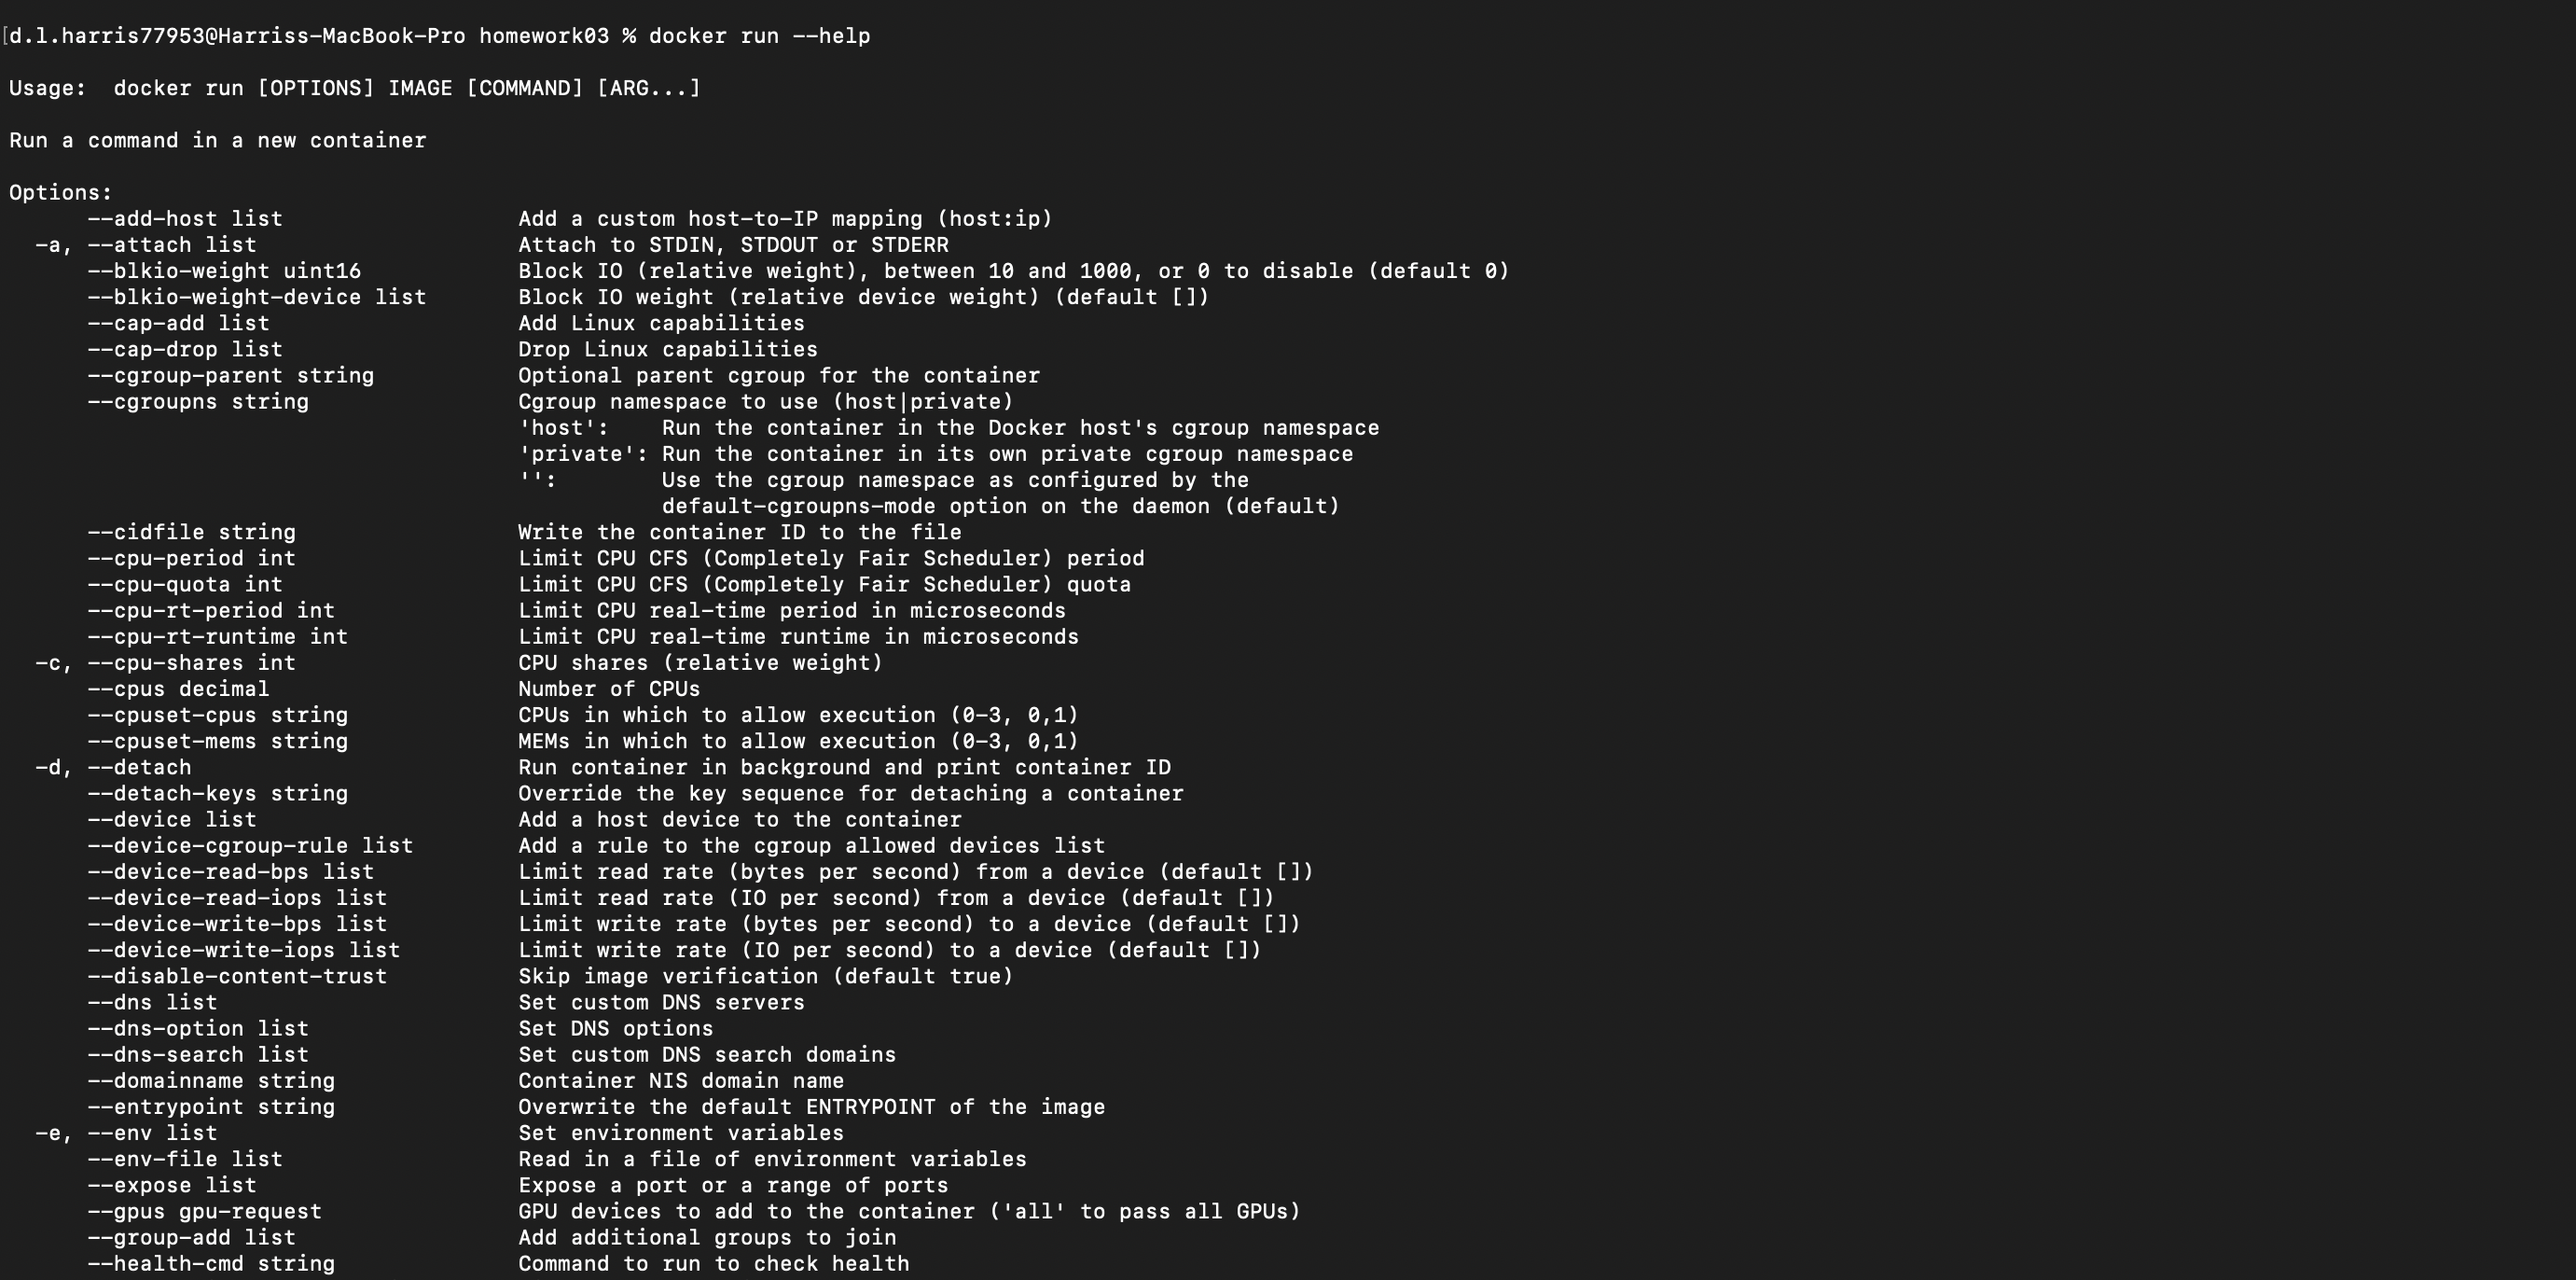 [d.l.harris77953@Harriss-MacBook-Pro homework03 % docker run --help
Usage:  docker run [OPTIONS] IMAGE [COMMAND] [ARG...]
Run a command in a new container
Options:
      --add-host list                  Add a custom host-to-IP mapping (host:ip)
  -a, --attach list                    Attach to STDIN, STDOUT or STDERR
      --blkio-weight uint16            Block IO (relative weight), between 10 and 1000, or 0 to disable (default 0)
      --blkio-weight-device list       Block IO weight (relative device weight) (default [])
      --cap-add list                   Add Linux capabilities
      --cap-drop list                  Drop Linux capabilities
      --cgroup-parent string           Optional parent cgroup for the container
      --cgroupns string                Cgroup namespace to use (host|private)
                                       'host':    Run the container in the Docker host's cgroup namespace
                                       'private': Run the container in its own private cgroup namespace
                                       '':        Use the cgroup namespace as configured by the
                                                  default-cgroupns-mode option on the daemon (default)
      --cidfile string                 Write the container ID to the file
      --cpu-period int                 Limit CPU CFS (Completely Fair Scheduler) period
      --cpu-quota int                  Limit CPU CFS (Completely Fair Scheduler) quota
      --cpu-rt-period int              Limit CPU real-time period in microseconds
      --cpu-rt-runtime int             Limit CPU real-time runtime in microseconds
  -c, --cpu-shares int                 CPU shares (relative weight)
      --cpus decimal                   Number of CPUs
      --cpuset-cpus string             CPUs in which to allow execution (0-3, 0,1)
      --cpuset-mems string             MEMs in which to allow execution (0-3, 0,1)
  -d, --detach                         Run container in background and print container ID
      --detach-keys string             Override the key sequence for detaching a container
      --device list                    Add a host device to the container
      --device-cgroup-rule list        Add a rule to the cgroup allowed devices list
      --device-read-bps list           Limit read rate (bytes per second) from a device (default [])
      --device-read-iops list          Limit read rate (IO per second) from a device (default [])
      --device-write-bps list          Limit write rate (bytes per second) to a device (default [])
      --device-write-iops list         Limit write rate (IO per second) to a device (default [])
      --disable-content-trust          Skip image verification (default true)
      --dns list                       Set custom DNS servers
      --dns-option list                Set DNS options
      --dns-search list                Set custom DNS search domains
      --domainname string              Container NIS domain name
      --entrypoint string              Overwrite the default ENTRYPOINT of the image
  -e, --env list                       Set environment variables
      --env-file list                  Read in a file of environment variables
      --expose list                    Expose a port or a range of ports
      --gpus gpu-request               GPU devices to add to the container ('all' to pass all GPUs)
      --group-add list                 Add additional groups to join
      --health-cmd string              Command to run to check health